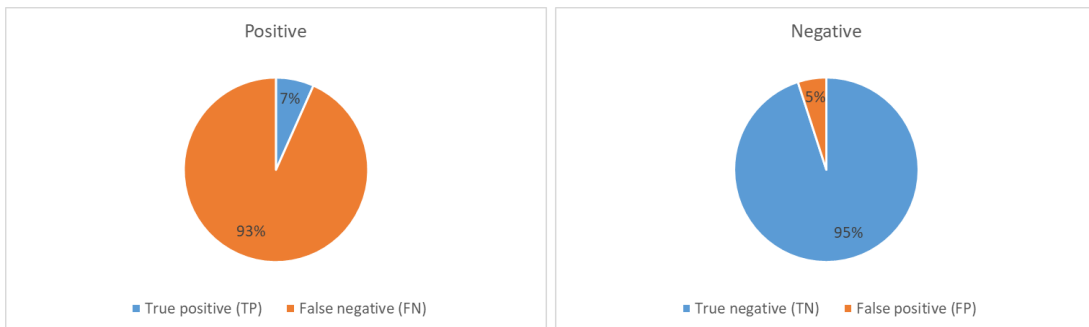 Positive
7%
93%
True positive (TP)
False negative (FN)
Negative
5%
95%
True negative (TN)
False positive (FP)